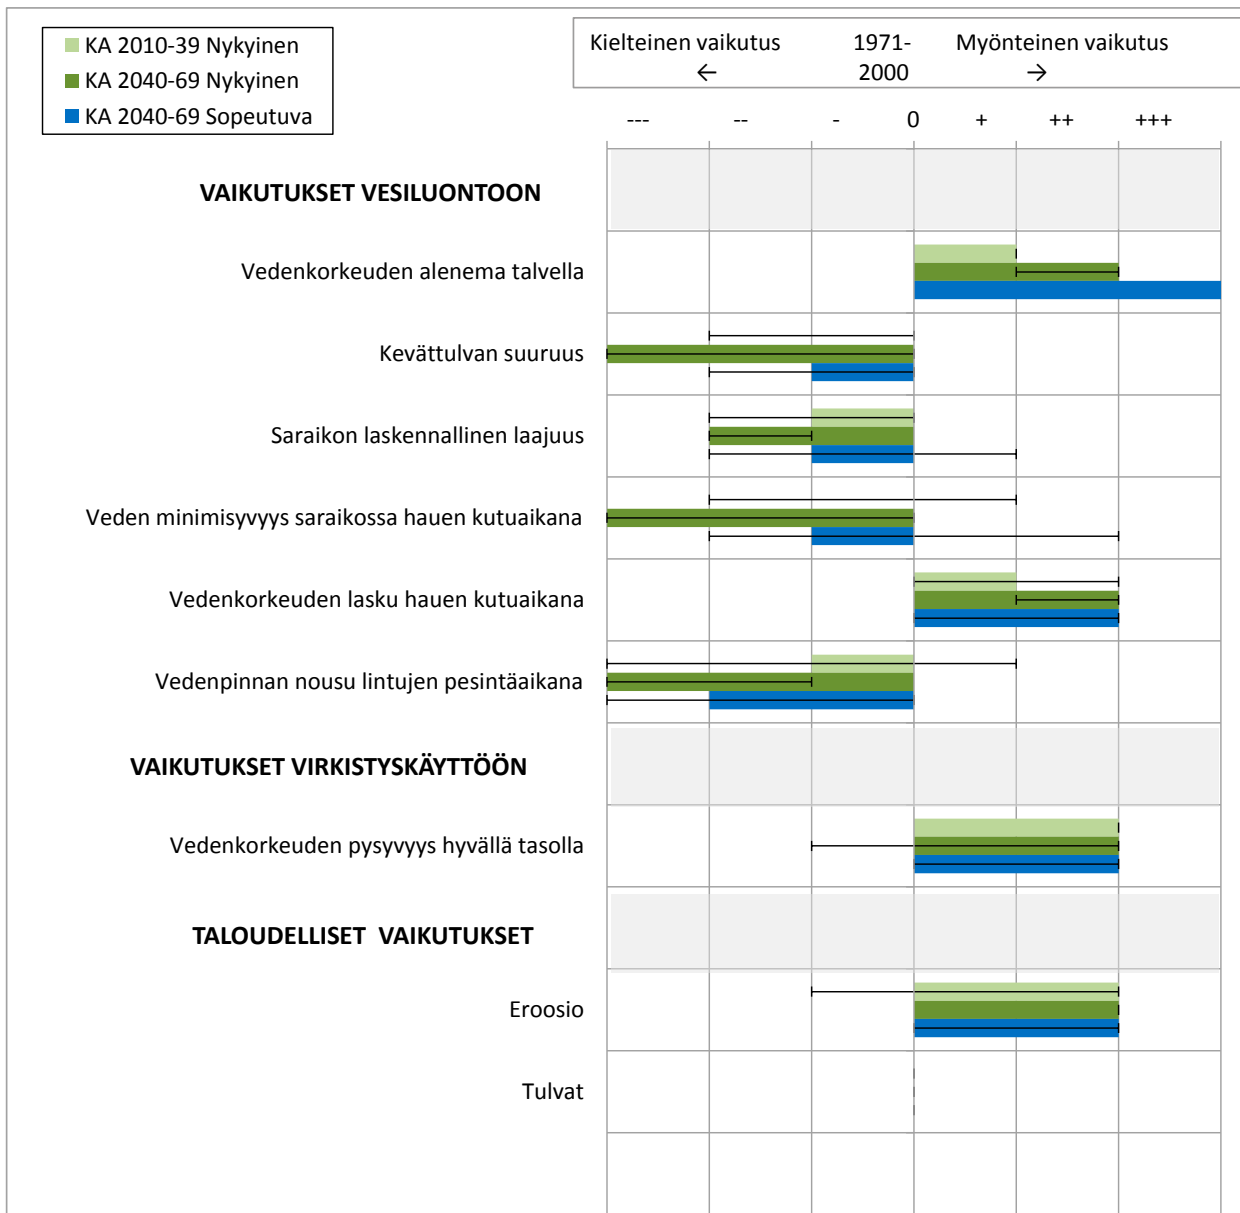 KA 2010-39 Nykyinen
KA 2040-69 Nykyinen
KA 2040-69 Sopeutuva
Kielteinen vaikutus 1971- Myönteinen vaikutus
← 2000 →
--- -- - 0 + ++ +++
VAIKUTUKSET VESILUONTOON
Vedenkorkeuden alenema talvella
Kevättulvan suuruus
Saraikon laskennallinen laajuus
Veden minimisyvyys saraikossa hauen kutuaikana
Vedenkorkeuden lasku hauen kutuaikana
Vedenpinnan nousu lintujen pesintäaikana
VAIKUTUKSET VIRKISTYSKÄYTTÖÖN
Vedenkorkeuden pysyvyys hyvällä tasolla
TALOUDELLISET VAIKUTUKSET
Eroosio
Tulvat